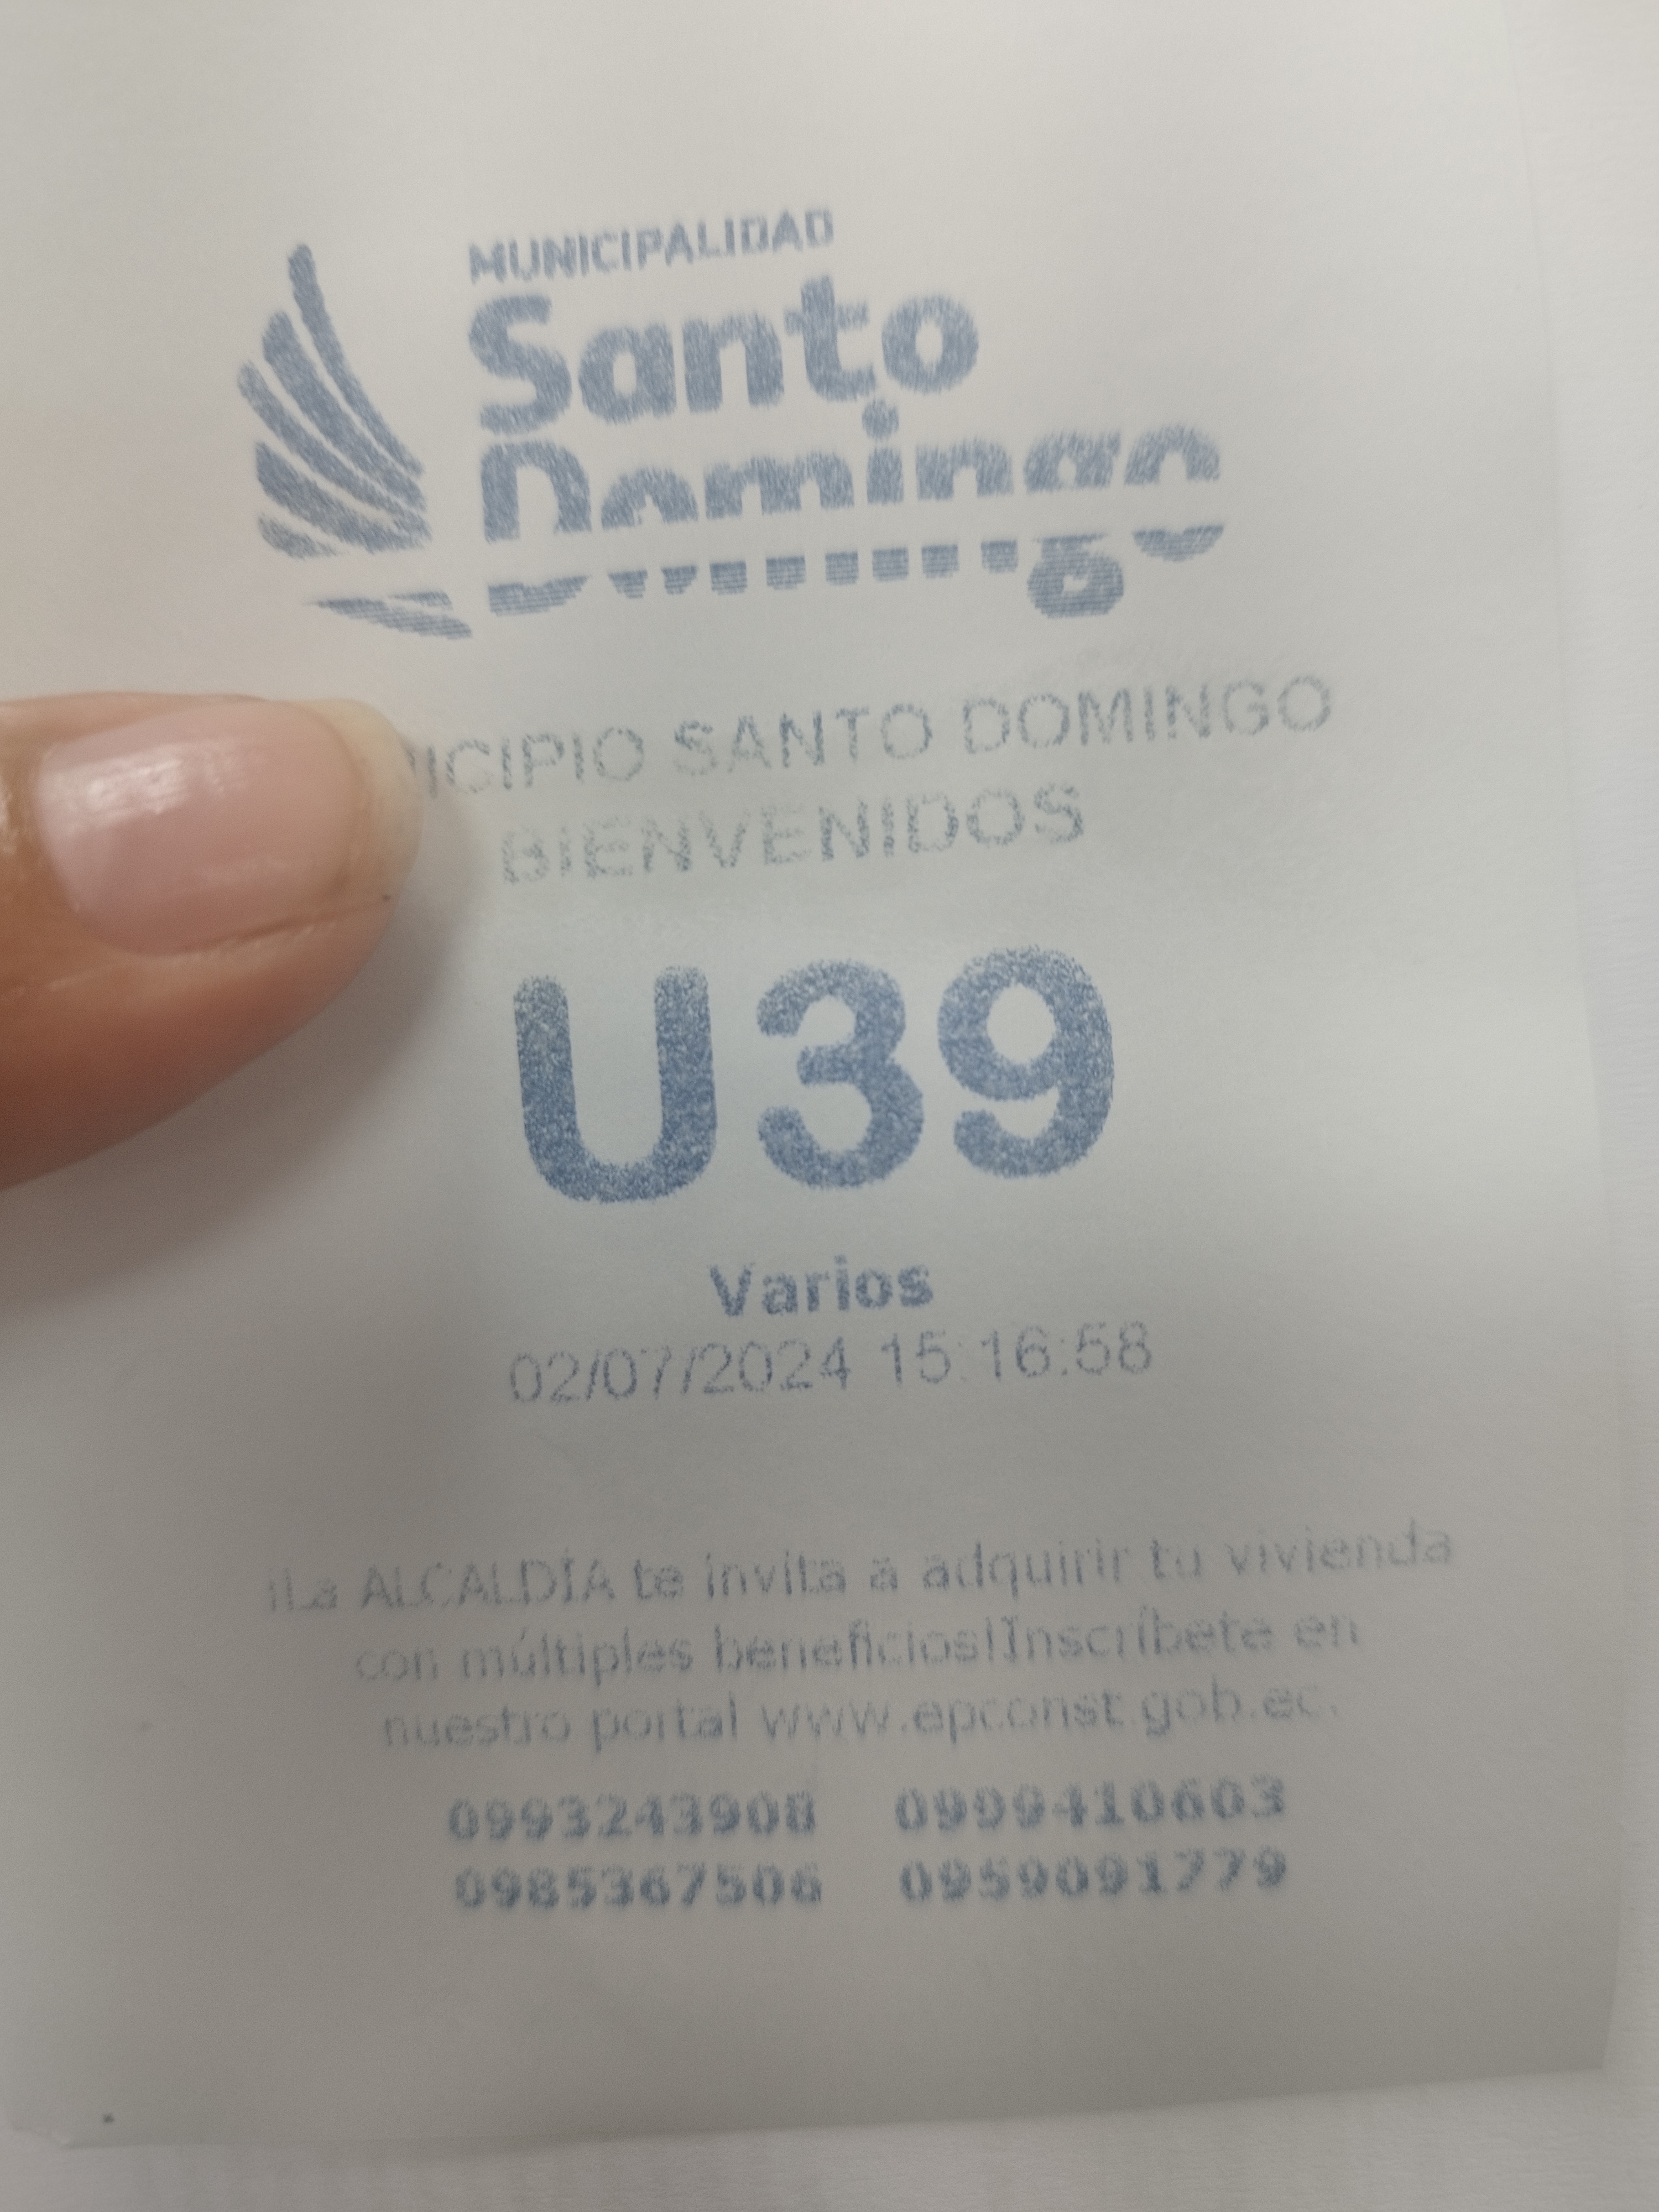 MUNICIPALIDAD
Santo
Domingo
SANTO DOMINGO
BIENVENIDOS
U39
Varios
02/07/2024 15:16:58
¡La ALCALDÍA te invita a adquirir tu vivienda
con múltiples beneficios!Inscríbete en
nuestro portal www.epconst.gob.ec.
0993243908 0999410603
0985367506 0959091779